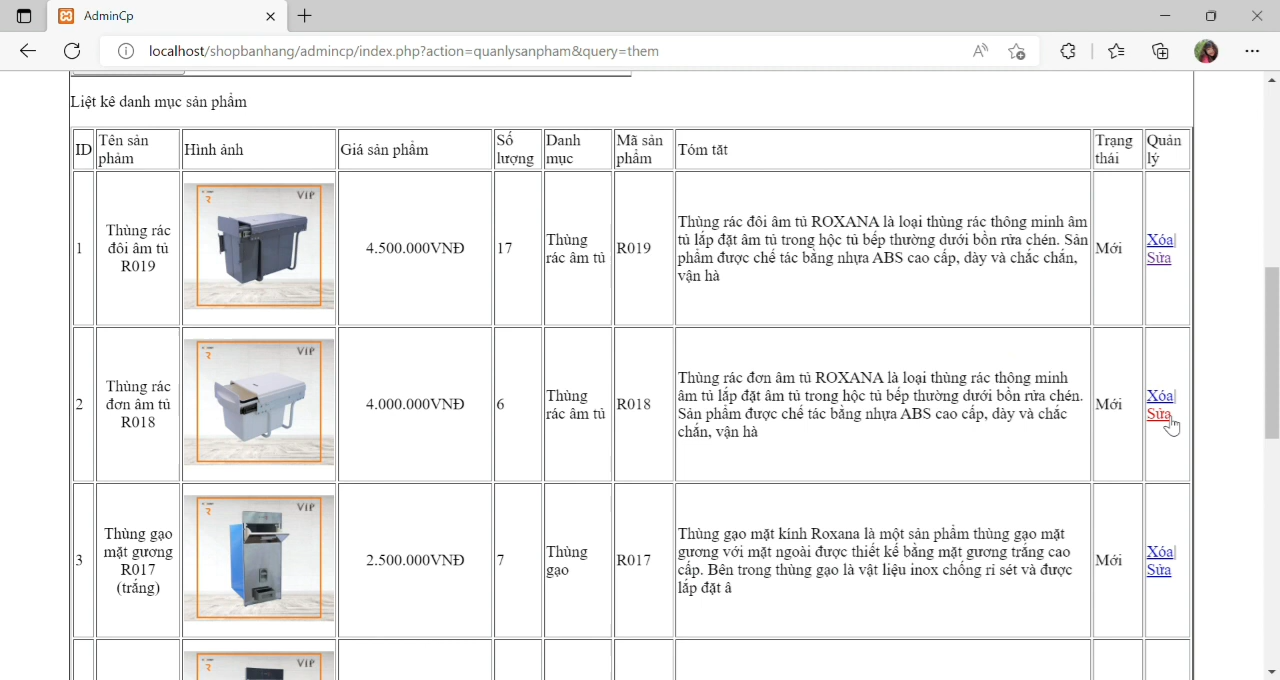 AdminCp
localhost/shopbanhang/admincp/index.php?action=quanlysanpham&query=them
Liệt kê danh mục sản phẩm
ID
Tên sản
phảm
Hình ảnh
Giá sản phẩm
Số
lượng
Danh
mục
Mã sản
phẩm
Tóm tắt
Trạng
thái
Quản
lý
1
Thùng rác
đôi âm tủ
R019
VIP
4.500.000VNĐ
17
Thùng
rác âm tủ
R019
Thùng rác đôi âm tủ ROXANA là loại thùng rác thông minh âm
tủ lắp đặt âm tủ trong hộc tủ bếp thường dưới bồn rửa chén. Sản
phẩm được chế tác bằng nhựa ABS cao cấp, dày và chắc chắn,
vận hà
Mới
Xóa|
Sửa
2
Thùng rác
đơn âm tủ
R018
VIP
4.000.000VNĐ
6
Thùng
rác âm tủ
R018
Thùng rác đơn âm tủ ROXANA là loại thùng rác thông minh
âm tủ lắp đặt âm tủ trong hộc tủ bếp thường dưới bồn rửa chén.
Sản phẩm được chế tác bằng nhựa ABS cao cấp, dày và chắc
chắn, vận hà
Mới
Xóa|
Sửa
3
Thùng gạo
mặt gương
R017
(trắng)
VIP
2.500.000VNĐ
7
Thùng
gạo
R017
Thùng gạo mặt kính Roxana là một sản phẩm thùng gạo mặt
gương với mặt ngoài được thiết kế bằng mặt gương trắng cao
cấp. Bên trong thùng gạo là vật liệu inox chống rỉ sét và được
lắp đặt â
Mới
Xóa|
Sửa
VIP